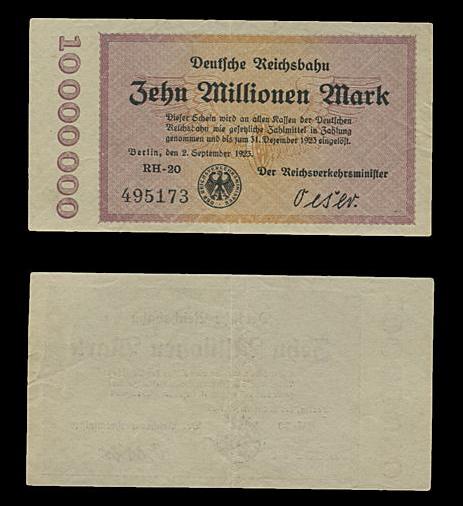 10000000
Deutsche Reichsbahn
Zehn Millionen Mark
Dieser Schein wird an allen Kassen der Deutschen
Reichsbahn wie gesetzliche Zahlmittel in Zahlung
genommen und bis zum 31. Dezember 1923 eingelöst.
Berlin, den 2. September 1923.
RH-20
Der Reichsverkehrsminister
495173
Oeser.